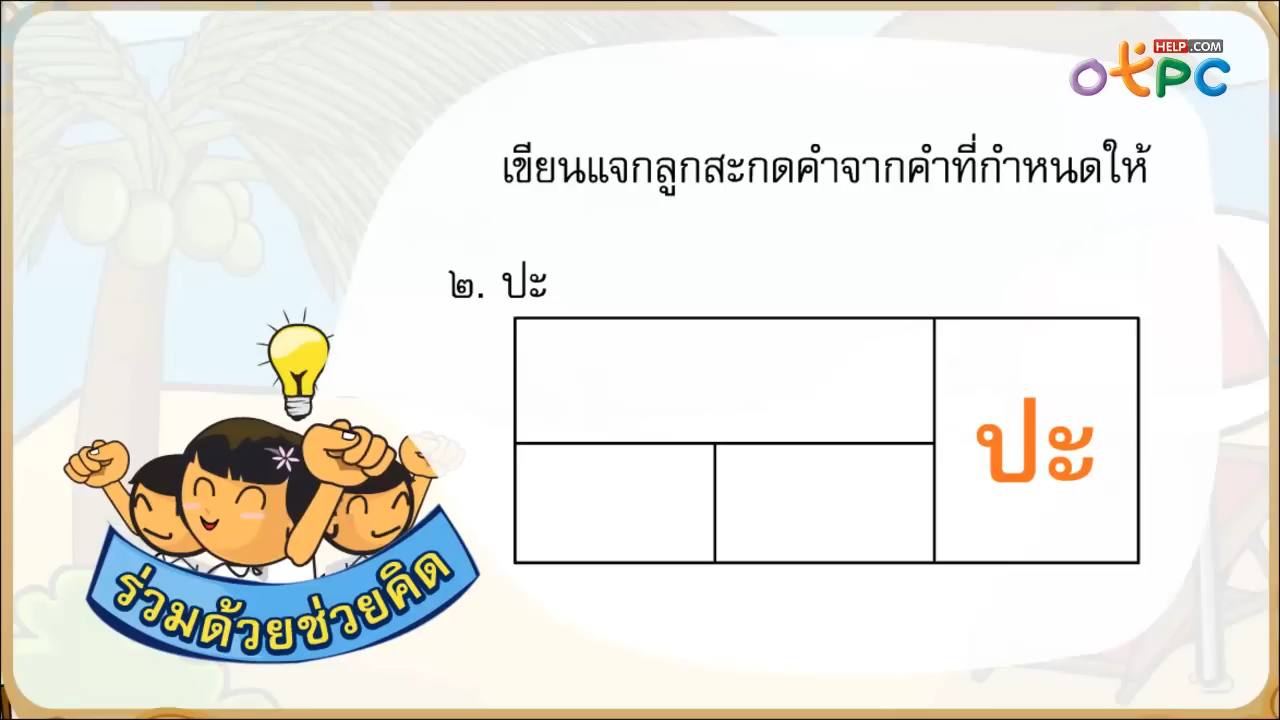 HELP.COM
OTPC
เขียนแจกลูกสะกดคำจากคำที่กำหนดให้
๒. ปะ
ปะ
ร่วมด้วยช่วยคิด